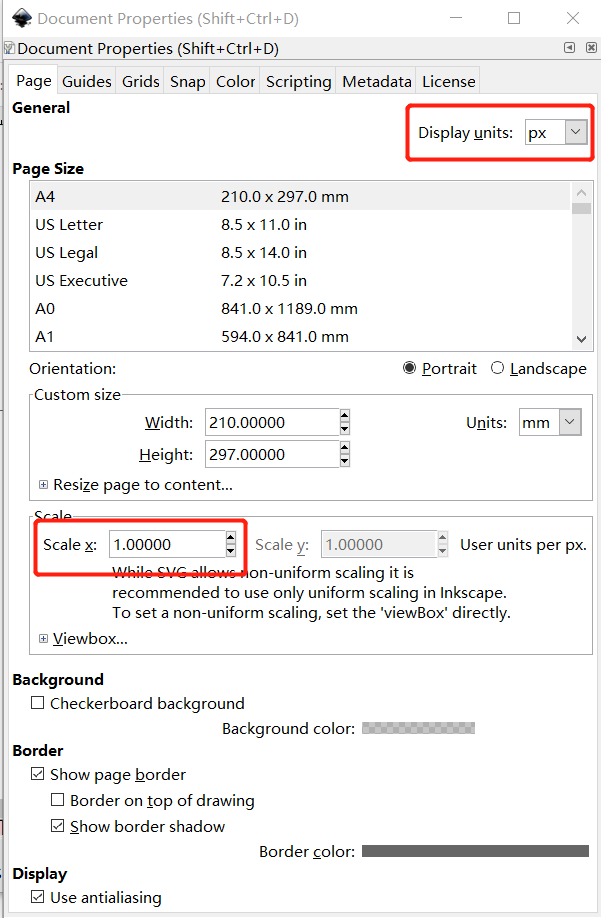 Document Properties (Shift+Ctrl+D)
Document Properties (Shift+Ctrl+D)
Page Guides Grids Snap Color Scripting Metadata License
General
Display units: px
Page Size
A4 210.0 x 297.0 mm
US Letter 8.5 x 11.0 in
US Legal 8.5 x 14.0 in
US Executive 7.2 x 10.5 in
A0 841.0 x 1189.0 mm
A1 594.0 x 841.0 mm
Orientation: Portrait Landscape
Custom size
Width: 210.00000 Units: mm
Height: 297.00000
Resize page to content...
Scale
Scale x: 1.00000 Scale y: 1.00000 User units per px.
While SVG allows non-uniform scaling it is
recommended to use only uniform scaling in Inkscape.
To set a non-uniform scaling, set the 'viewBox' directly.
Viewbox...
Background
Checkerboard background
Background color:
Border
Show page border
Border on top of drawing
Show border shadow
Border color:
Display
Use antialiasing